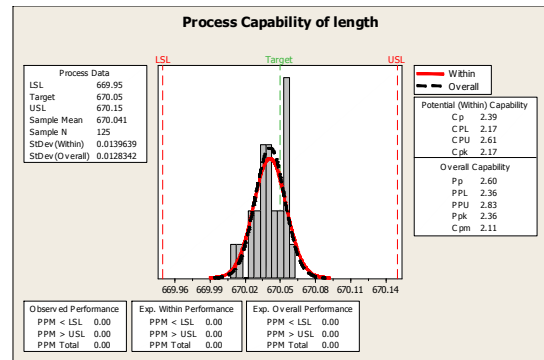 Process Capability of length
LSL Target USL
Process Data
LSL 669.95
Target 670.05
USL 670.15
Sample Mean 670.041
Sample N 125
StDev(Within) 0.0139639
StDev(Overall) 0.0128342
Within
Overall
Potential (Within) Capability
Cp 2.39
CPL 2.17
CPU 2.61
Cpk 2.17
Overall Capability
Pp 2.60
PPL 2.36
PPU 2.83
Ppk 2.36
Cpm 2.11
669.96 669.99 670.02 670.05 670.08 670.11 670.14
Observed Performance
PPM < LSL 0.00
PPM > USL 0.00
PPM Total 0.00
Exp. Within Performance
PPM < LSL 0.00
PPM > USL 0.00
PPM Total 0.00
Exp. Overall Performance
PPM < LSL 0.00
PPM > USL 0.00
PPM Total 0.00